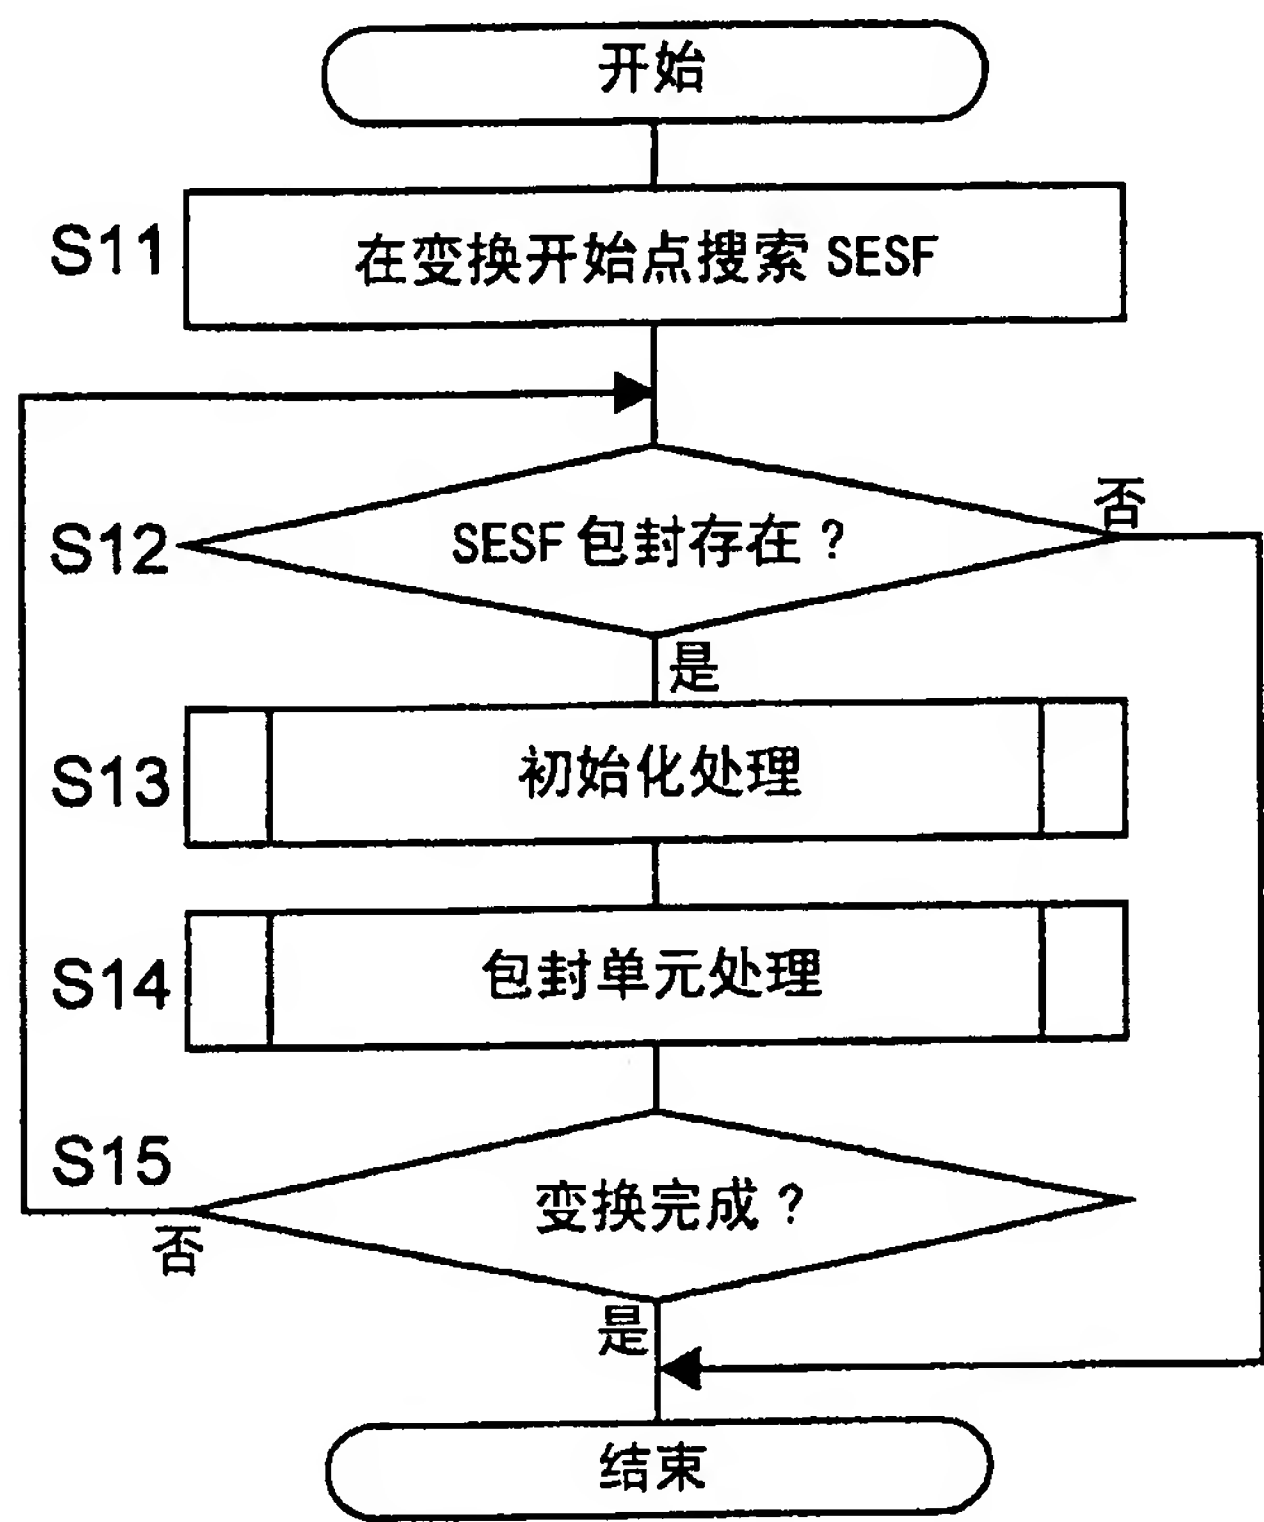 开始
S11
在变换开始点搜索 SESF
S12
SESF 包封存在？
否
是
S13
初始化处理
S14
包封单元处理
S15
变换完成？
否
是
结束